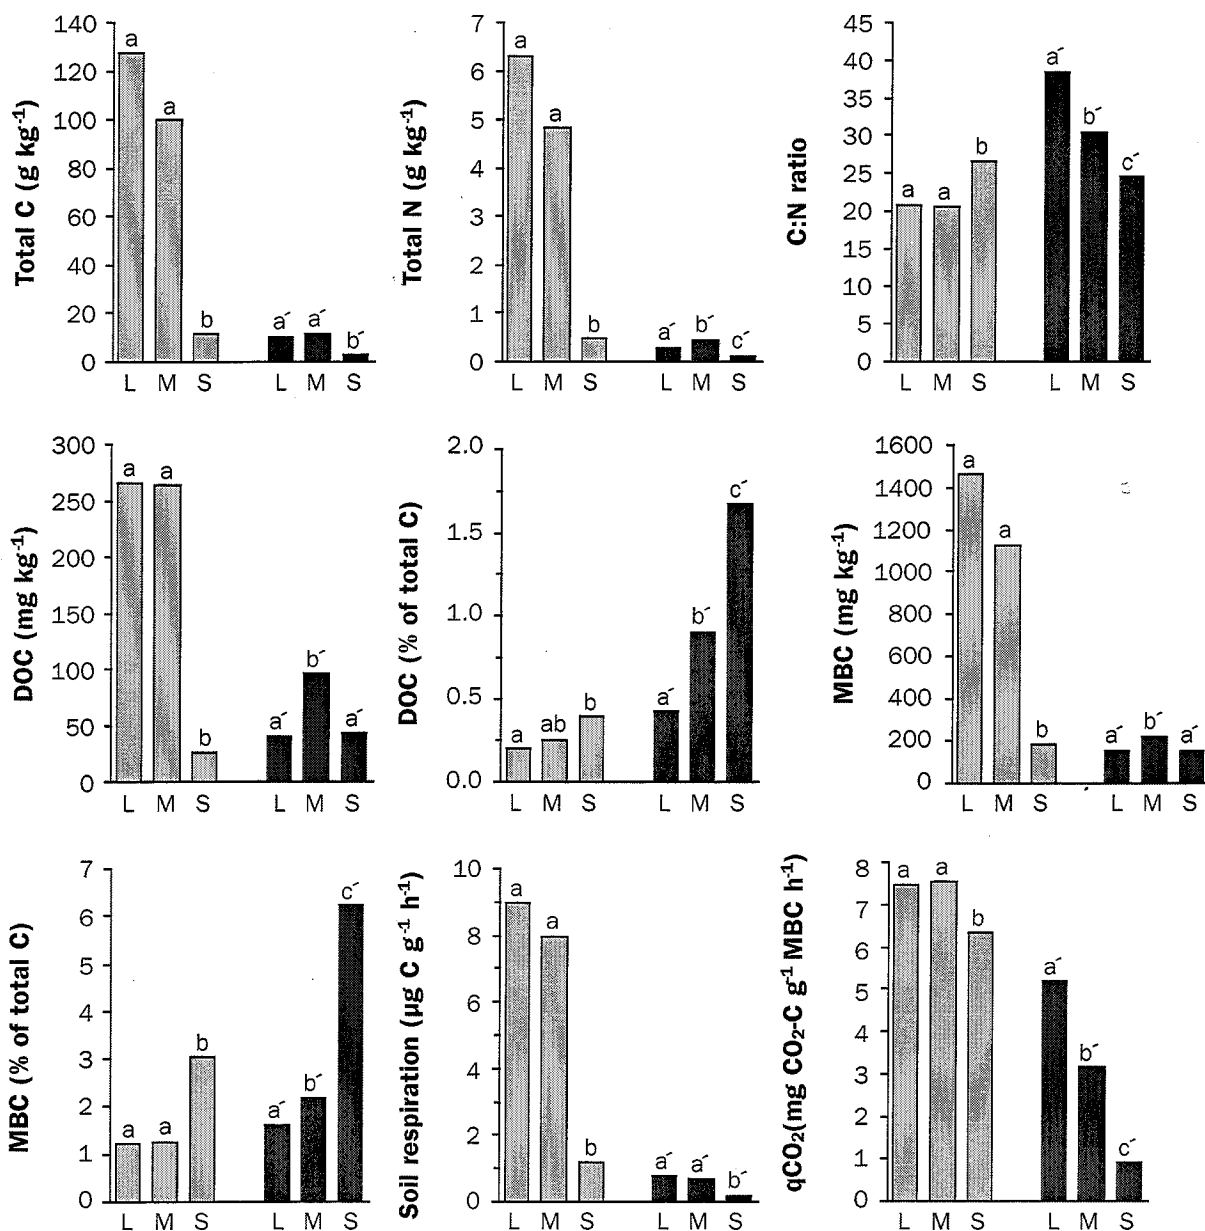 Total C (g kg⁻¹)
140
120
100
80
60
40
20
0
a
a
b
a´
a´
b´
L M S L M S
Total N (g kg⁻¹)
7
6
5
4
3
2
1
0
a
a
b
a´
b´
c´
L M S L M S
C:N ratio
45
40
35
30
25
20
15
10
5
0
a
a
b
a´
b´
c´
L M S L M S
DOC (mg kg⁻¹)
300
250
200
150
100
50
0
a
a
b
a´
b´
a´
L M S L M S
DOC (% of total C)
2.0
1.5
1.0
0.5
0.0
a
ab
b
a´
b´
c´
L M S L M S
MBC (mg kg⁻¹)
1600
1400
1200
1000
800
600
400
200
0
a
a
b
a´
b´
a´
L M S L M S
MBC (% of total C)
7
6
5
4
3
2
1
0
a
a
b
a´
b´
c´
L M S L M S
Soil respiration (µg C g⁻¹ h⁻¹)
10
8
6
4
2
0
a
a
b
a´
a´
b´
L M S L M S
qCO₂(mg CO₂-C g⁻¹ MBC h⁻¹)
8
7
6
5
4
3
2
1
0
a
a
b
a´
b´
c´
L M S L M S